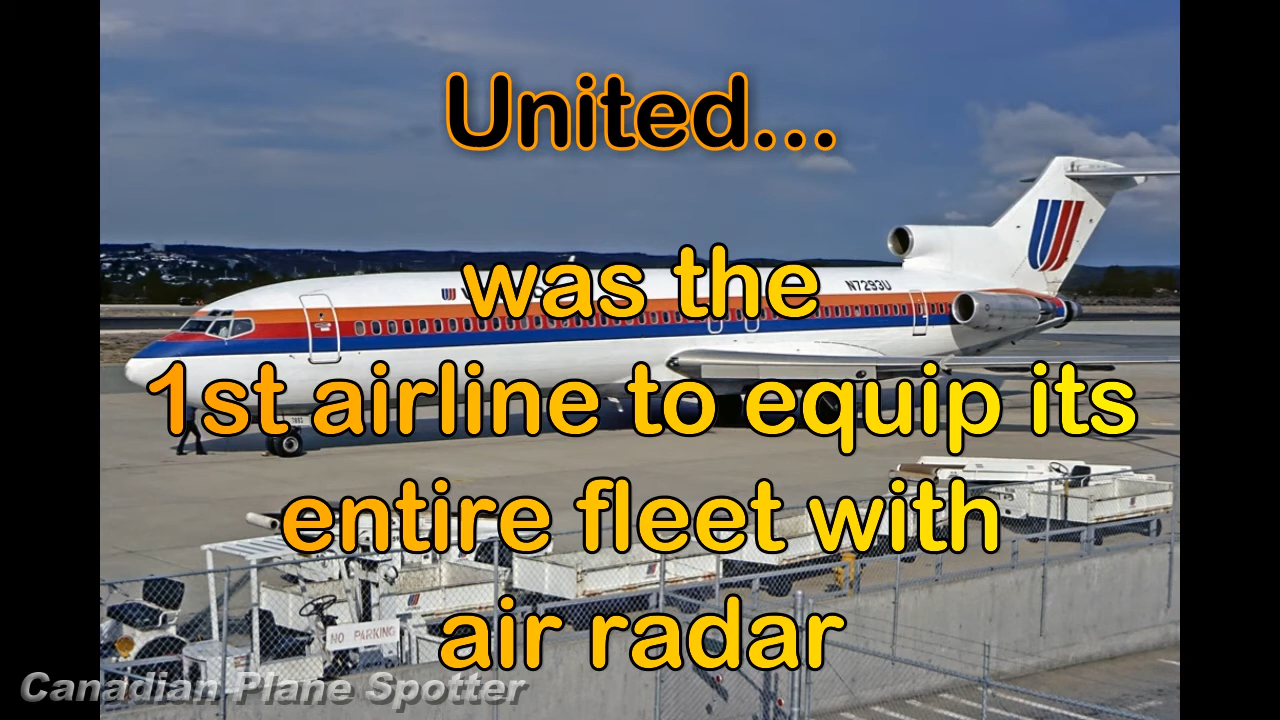 United...
was the
N7293U
1st airline to equip its
entire fleet with
NO PARKING
air radar
Canadian Plane Spotter